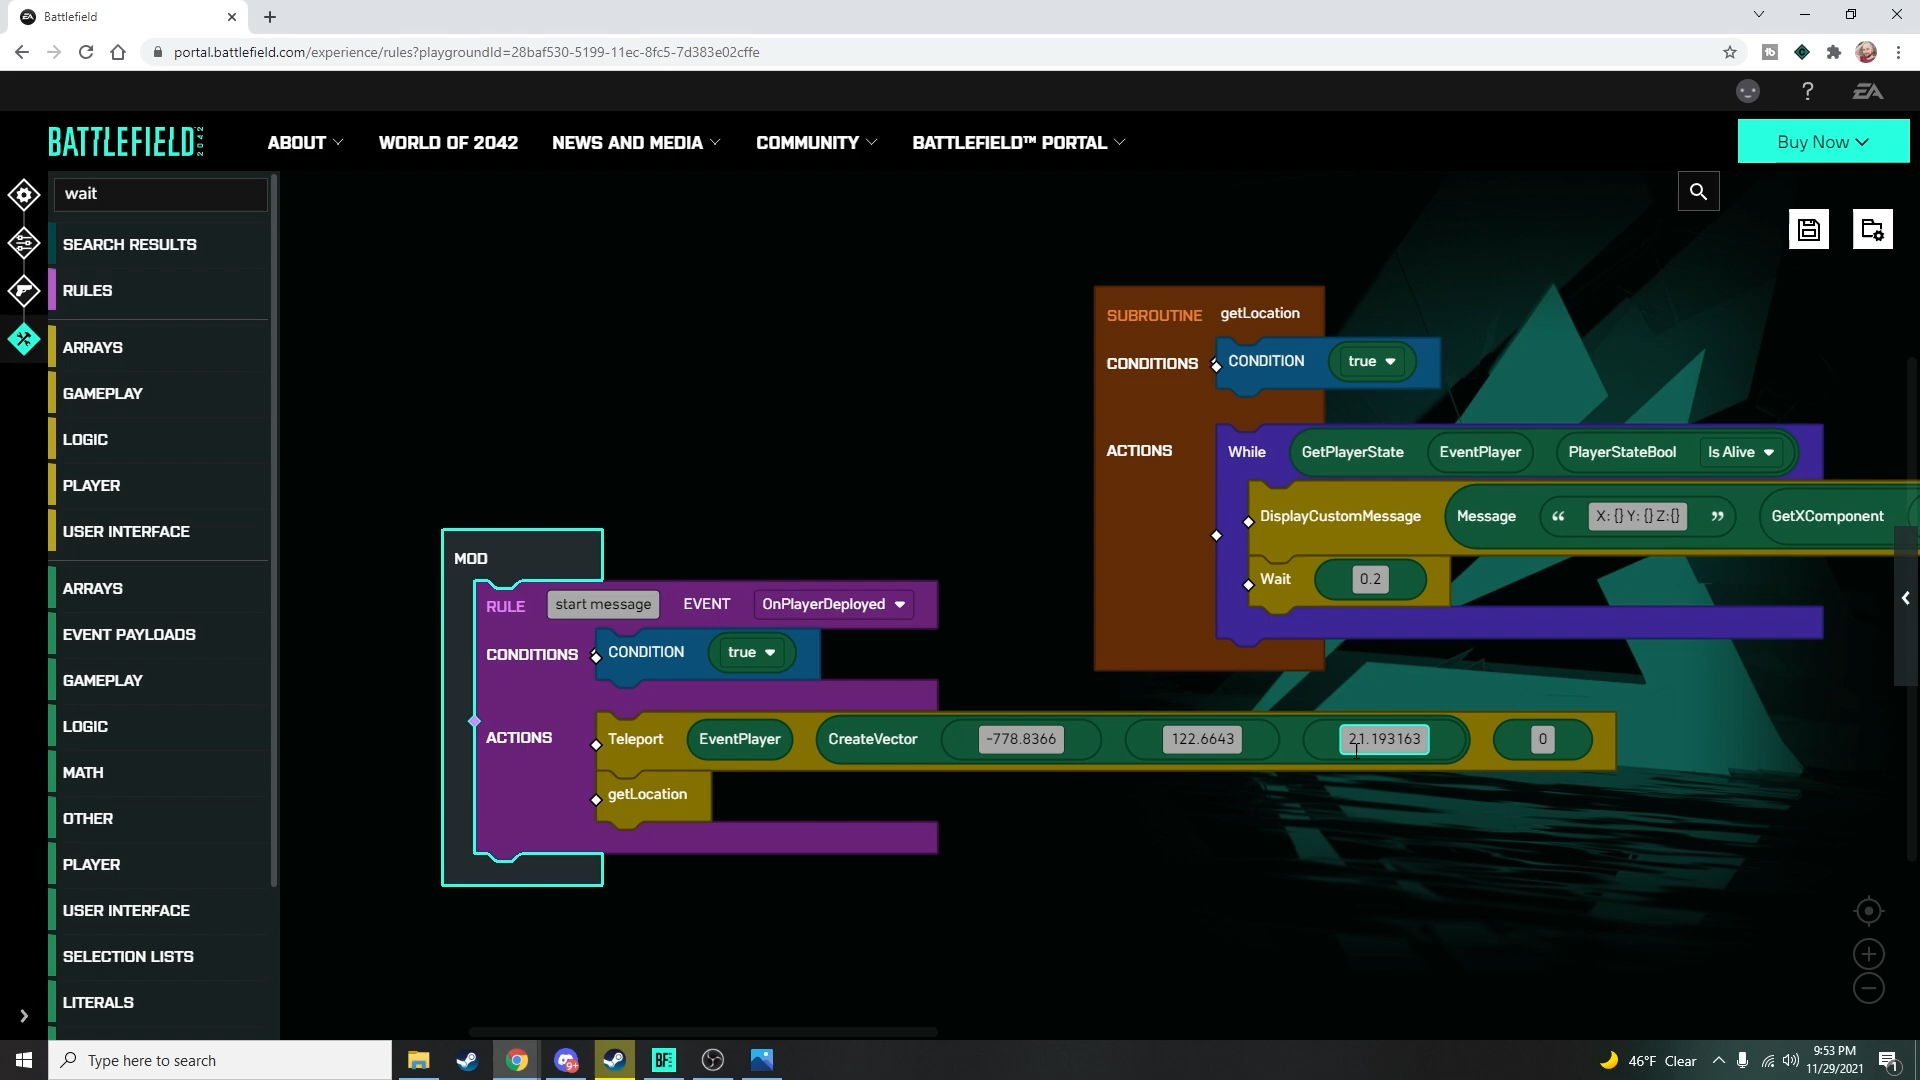 Battlefield
portal.battlefield.com/experience/rules?playgroundId=28baf530-5199-11ec-8fc5-7d383e02cffe
BATTLEFIELD 2042
ABOUT
WORLD OF 2042
NEWS AND MEDIA
COMMUNITY
BATTLEFIELD™ PORTAL
? EA
Buy Now
wait
SEARCH RESULTS
RULES
ARRAYS
GAMEPLAY
LOGIC
PLAYER
USER INTERFACE
ARRAYS
EVENT PAYLOADS
GAMEPLAY
LOGIC
MATH
OTHER
PLAYER
USER INTERFACE
SELECTION LISTS
LITERALS
SUBROUTINE getLocation
CONDITIONS CONDITION true
ACTIONS While GetPlayerState EventPlayer PlayerStateBool Is Alive
DisplayCustomMessage Message “ X: {} Y: {} Z:{} ” GetXComponent
Wait 0.2
MOD
RULE start message EVENT OnPlayerDeployed
CONDITIONS CONDITION true
ACTIONS Teleport EventPlayer CreateVector -778.8366 122.6643 21.193163 0
getLocation
Type here to search
BF
46°F Clear
9:53 PM
11/29/2021
1